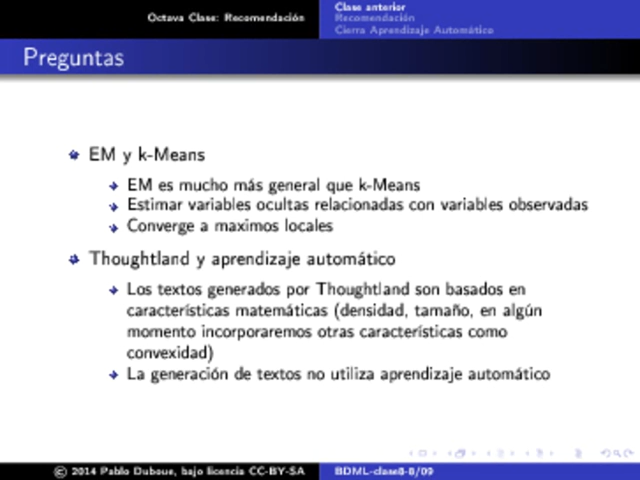 Octava Clase: Recomendación
Clase anterior
Recomendación
Cierra Aprendizaje Automático
Preguntas
EM y k-Means
EM es mucho más general que k-Means
Estimar variables ocultas relacionadas con variables observadas
Converge a maximos locales
Thoughtland y aprendizaje automático
Los textos generados por Thoughtland son basados en
características matemáticas (densidad, tamaño, en algún
momento incorporaremos otras características como
convexidad)
La generación de textos no utiliza aprendizaje automático
© 2014 Pablo Duboue, bajo licencia CC-BY-SA
BDML-clase8-8/09